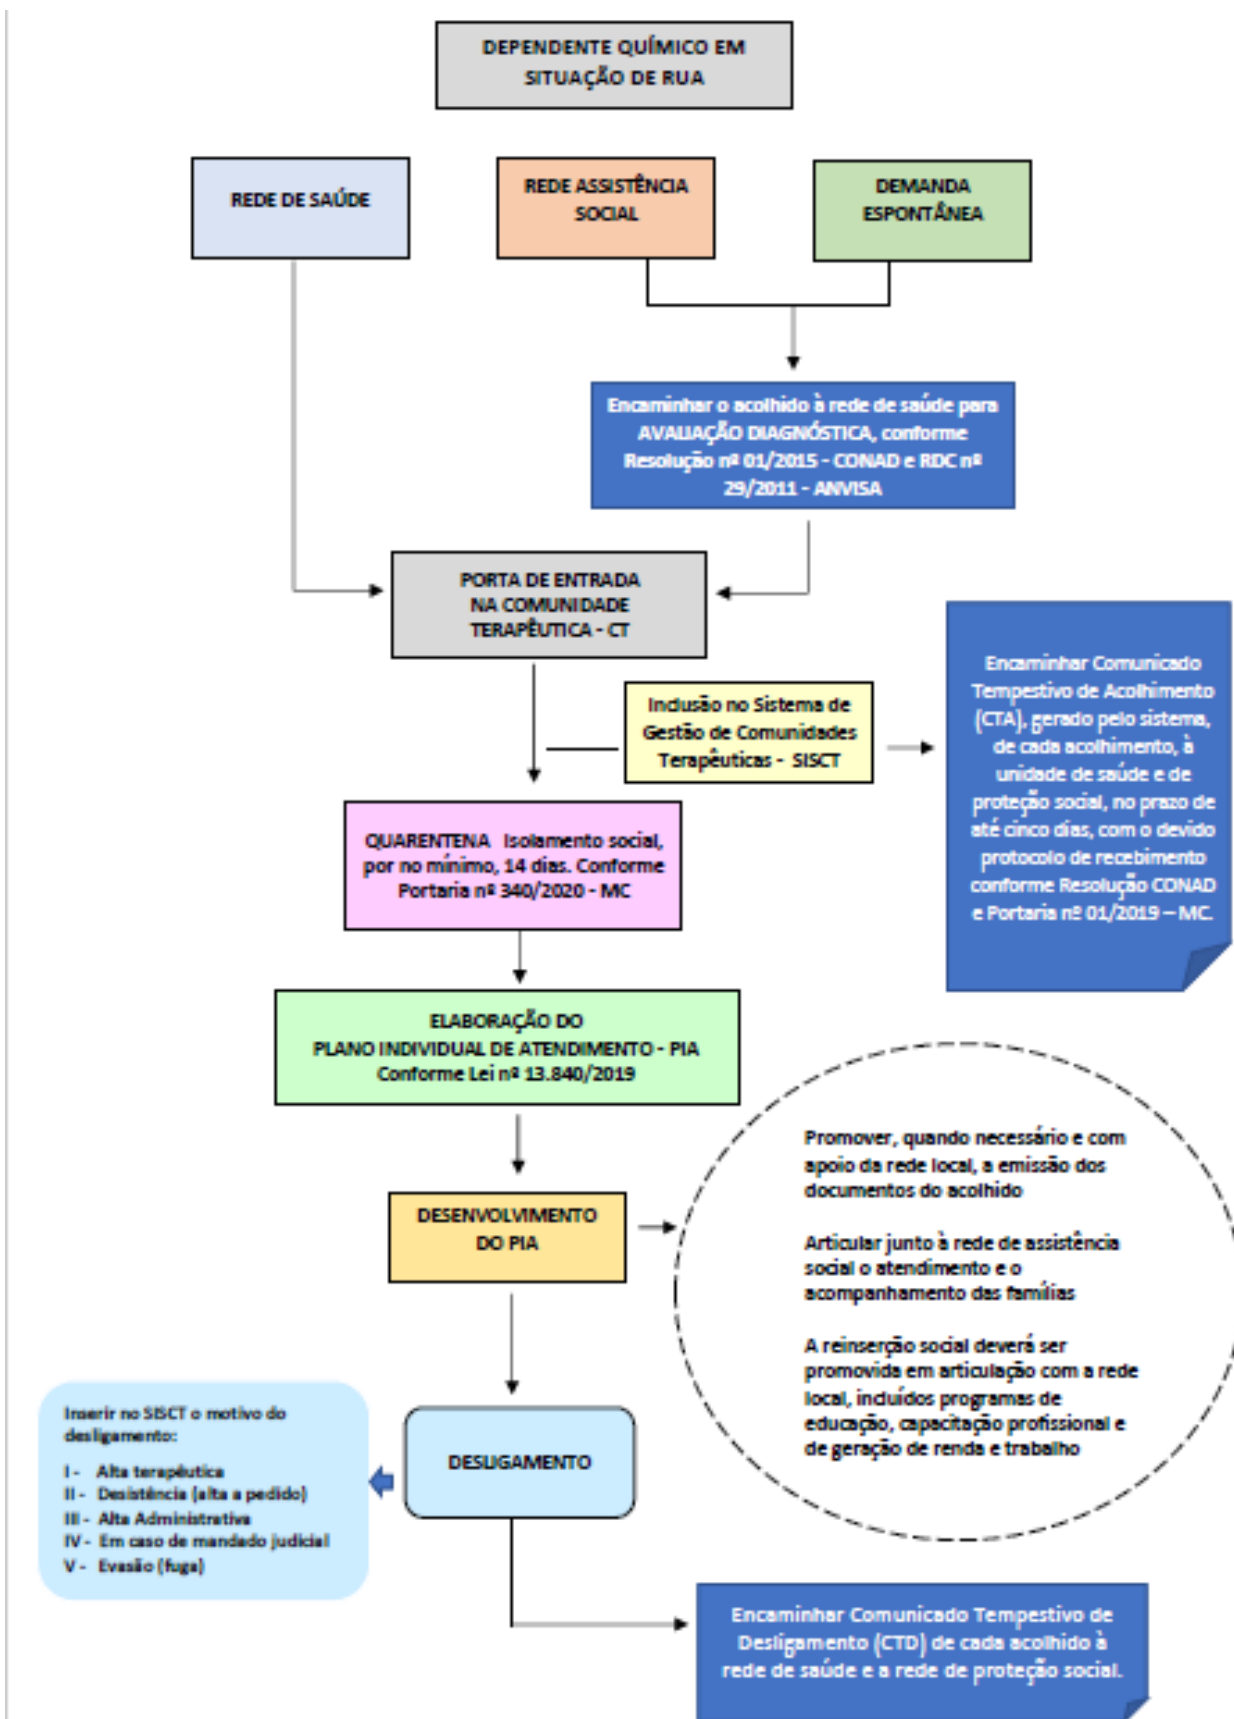 DEPENDENTE QUÍMICO EM
SITUAÇÃO DE RUA
REDE DE SAÚDE
REDE ASSISTÊNCIA
SOCIAL
DEMANDA
ESPONTÂNEA
Encaminhar o acolhido à rede de saúde para
AVALIAÇÃO DIAGNÓSTICA, conforme
Resolução nº 01/2015 - CONAD e RDC nº
29/2011 - ANVISA
PORTA DE ENTRADA
NA COMUNIDADE
TERAPÊUTICA - CT
Inclusão no Sistema de
Gestão de Comunidades
Terapêuticas - SISCT
Encaminhar Comunicado
Tempestivo de Acolhimento
(CTA), gerado pelo sistema,
de cada acolhimento, à
unidade de saúde e de
proteção social, no prazo de
até cinco dias, com o devido
protocolo de recebimento
conforme Resolução CONAD
e Portaria nº 01/2019 – MC.
QUARENTENA Isolamento social,
por no mínimo, 14 dias. Conforme
Portaria nº 340/2020 - MC
ELABORAÇÃO DO
PLANO INDIVIDUAL DE ATENDIMENTO - PIA
Conforme Lei nº 13.840/2019
DESENVOLVIMENTO
DO PIA
Promover, quando necessário e com
apoio da rede local, a emissão dos
documentos do acolhido
Articular junto à rede de assistência
social o atendimento e o
acompanhamento das famílias
A reinserção social deverá ser
promovida em articulação com a rede
local, incluídos programas de
educação, capacitação profissional e
de geração de renda e trabalho
Inserir no SISCT o motivo do
desligamento:
I - Alta terapêutica
II - Desistência (alta a pedido)
III - Alta Administrativa
IV - Em caso de mandado judicial
V - Evasão (fuga)
DESLIGAMENTO
Encaminhar Comunicado Tempestivo de
Desligamento (CTD) de cada acolhido à
rede de saúde e a rede de proteção social.